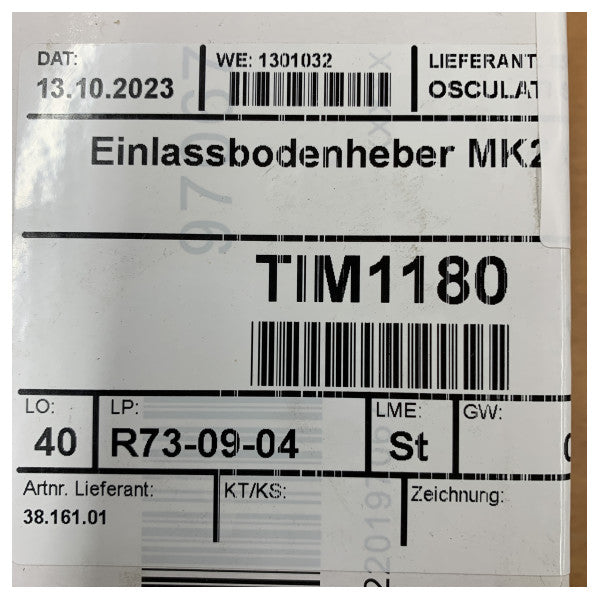 DAT: WE: 1301032 LIEFERANT
13.10.2023 OSCULAT
Einlassbodenheber MK2
97067
TIM1180
LO: LP: LME: GW:
40 R73-09-04 St
Artnr. Lieferant: KT/KS: Zeichnung:
38.161.01